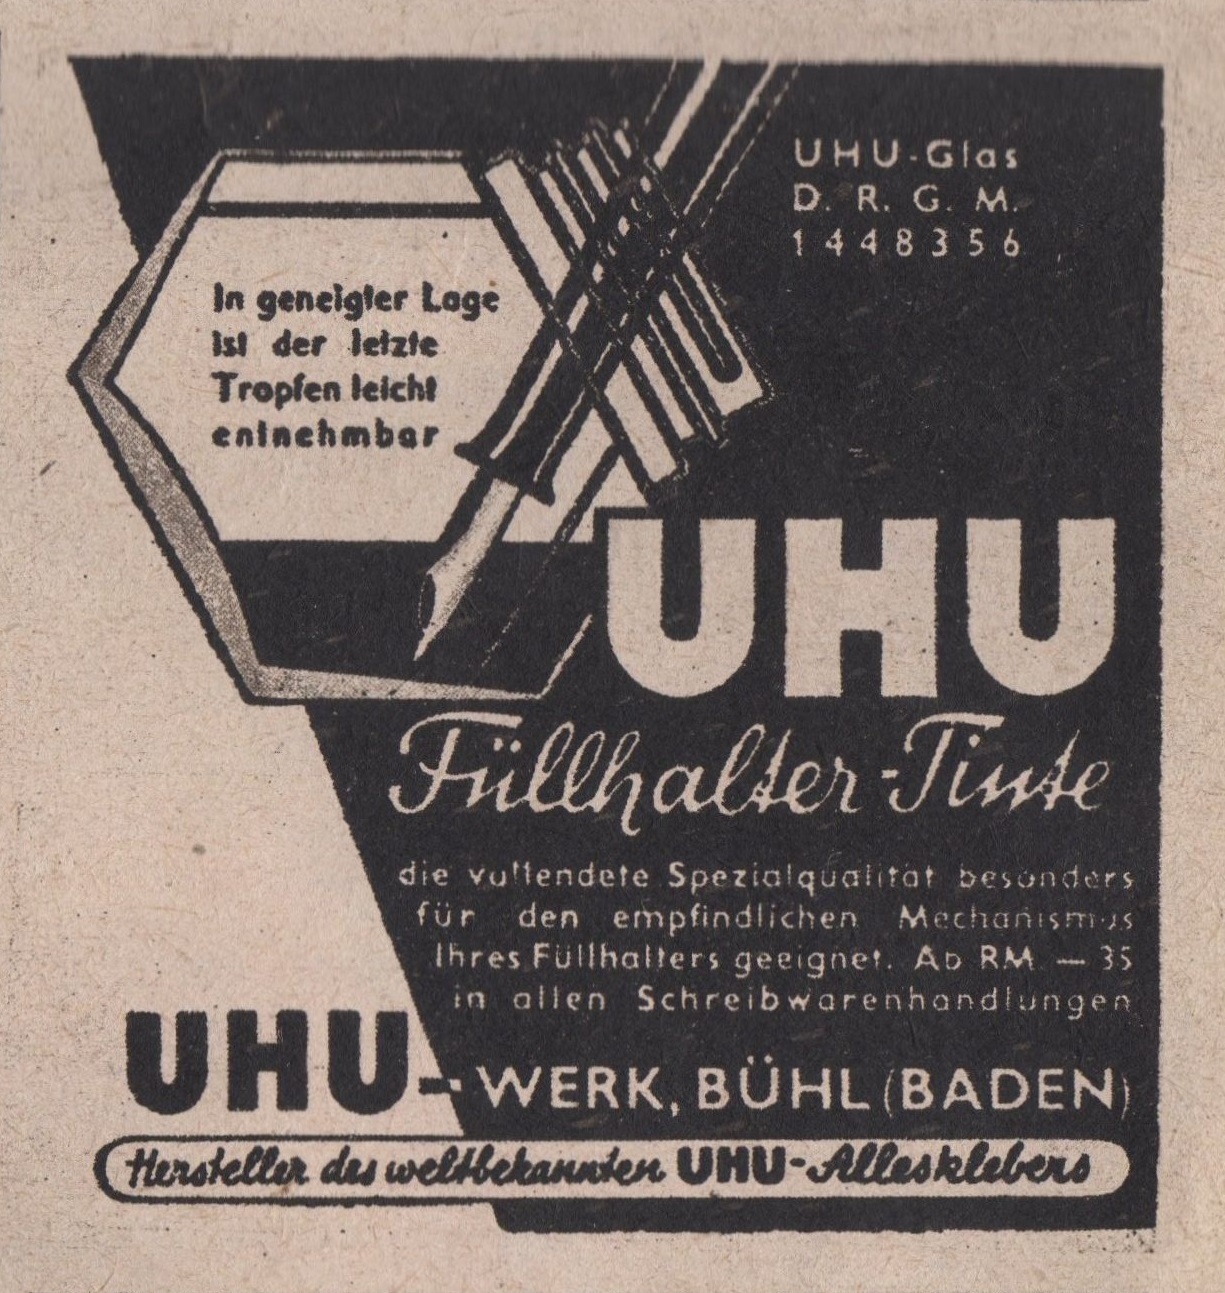 UHU-Glas
D. R. G. M.
1448356
In geneigter Lage
ist der letzte
Tropfen leicht
entnehmbar
UHU
Füllhalter-Tinte
die vollendete Spezialqualität besonders
für den empfindlichen Mechanismus
Ihres Füllhalters geeignet. Ab RM — 35
in allen Schreibwarenhandlungen
UHU-WERK, BÜHL (BADEN)
Hersteller des weltbekannten UHU-Allesklebers